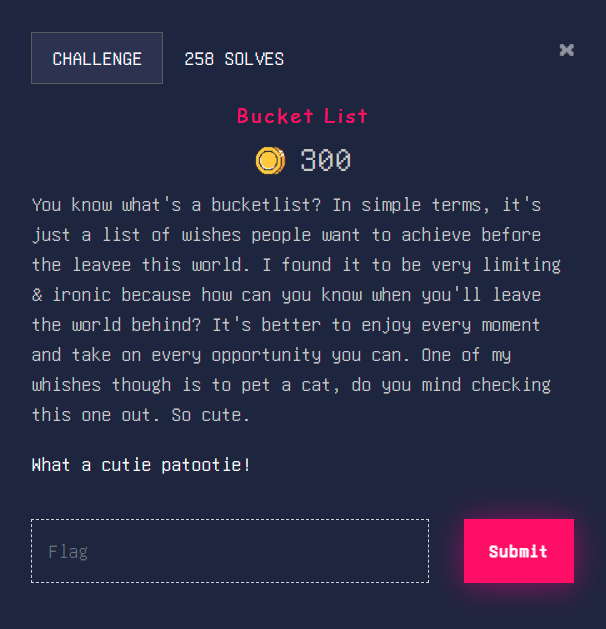 CHALLENGE
258 SOLVES
Bucket List
300
You know what's a bucketlist? In simple terms, it's
just a list of wishes people want to achieve before
the leavee this world. I found it to be very limiting
& ironic because how can you know when you'll leave
the world behind? It's better to enjoy every moment
and take on every opportunity you can. One of my
whishes though is to pet a cat, do you mind checking
this one out. So cute.
What a cutie patootie!
Flag
Submit